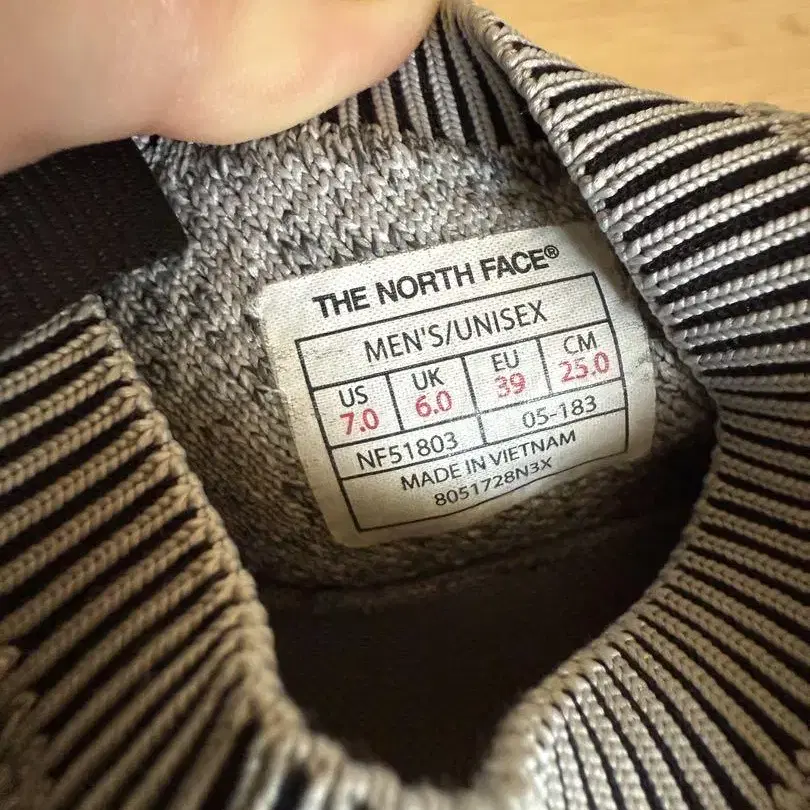 THE NORTH FACE®
MEN'S/UNISEX
US UK EU CM
7.0 6.0 39 25.0
NF51803 05-183
MADE IN VIETNAM
8051728N3X